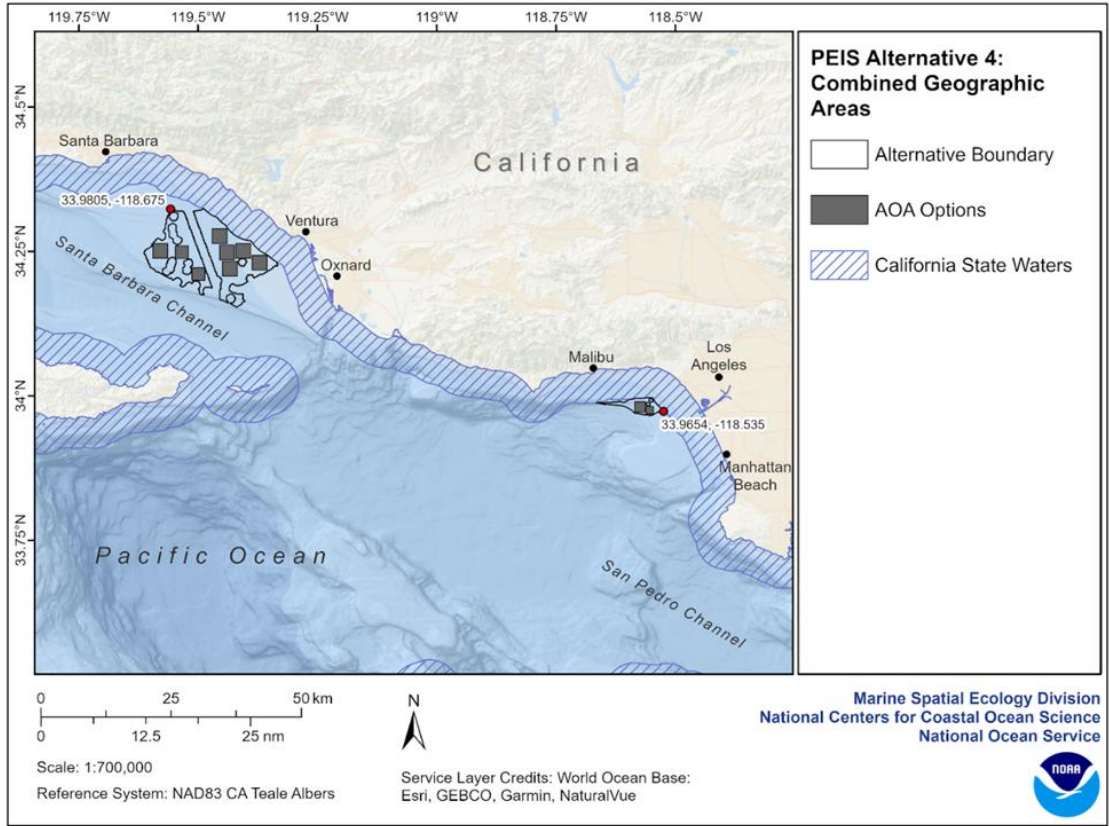 119.75°W 119.5°W 119.25°W 119°W 118.75°W 118.5°W
34.5°N
34.25°N
34°N
33.75°N
Santa Barbara
California
33.9805, -118.675
Ventura
Oxnard
Santa Barbara Channel
Malibu
Los
Angeles
33.9654, -118.535
Manhattan
Beach
Pacific Ocean
San Pedro Channel
PEIS Alternative 4:
Combined Geographic
Areas
Alternative Boundary
AOA Options
California State Waters
0 25 50 km
0 12.5 25 nm
N
Scale: 1:700,000
Reference System: NAD83 CA Teale Albers
Service Layer Credits: World Ocean Base:
Esri, GEBCO, Garmin, NaturalVue
Marine Spatial Ecology Division
National Centers for Coastal Ocean Science
National Ocean Service
NOAA